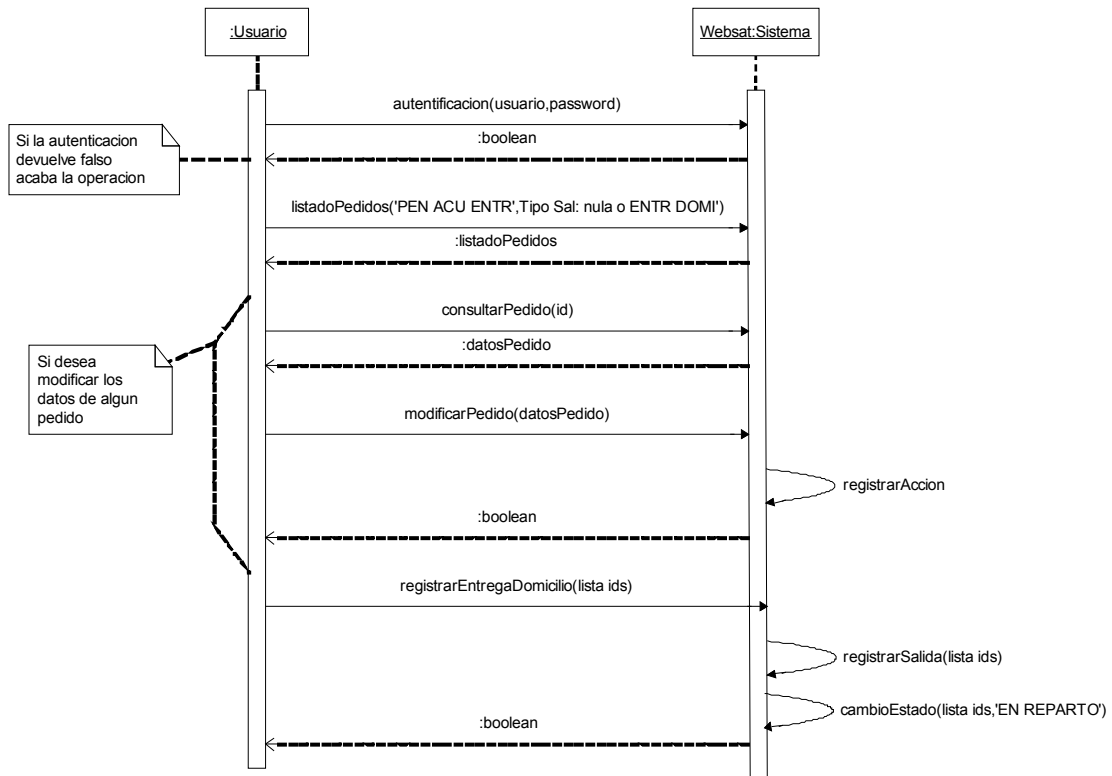 :Usuario
Websat:Sistema
autentificacion(usuario,password)
:boolean
Si la autenticacion
devuelve falso
acaba la operacion
listadoPedidos('PEN ACU ENTR',Tipo Sal: nula o ENTR DOMI')
:listadoPedidos
consultarPedido(id)
:datosPedido
Si desea
modificar los
datos de algun
pedido
modificarPedido(datosPedido)
registrarAccion
:boolean
registrarEntregaDomicilio(lista ids)
registrarSalida(lista ids)
cambioEstado(lista ids,'EN REPARTO')
:boolean